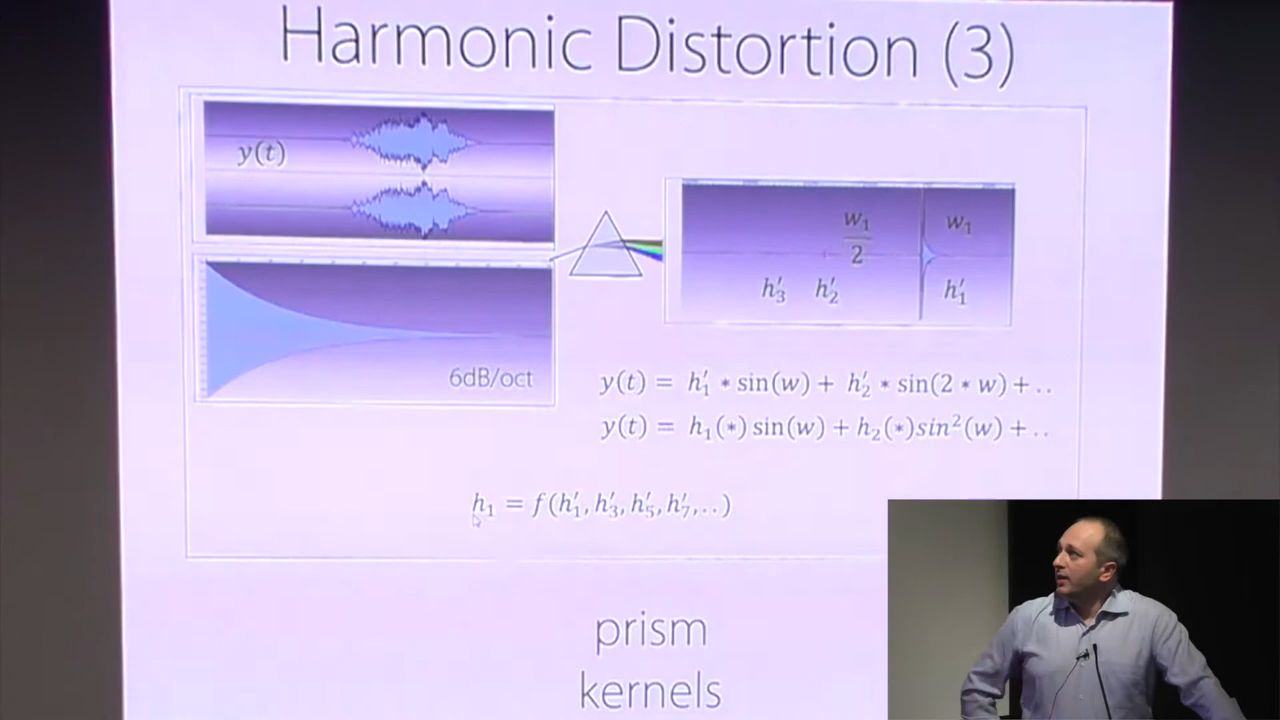 Harmonic Distortion (3)
y(t)
6dB/oct
w₁/2
w₁
h′₃ h′₂
h′₁
y(t) = h′₁ * sin(w) + h′₂ * sin(2 * w) + ..
y(t) = h₁(*) sin(w) + h₂(*)sin²(w) + ..
h₁ = f(h′₁, h′₃, h′₅, h′₇, ..)
prism
kernels